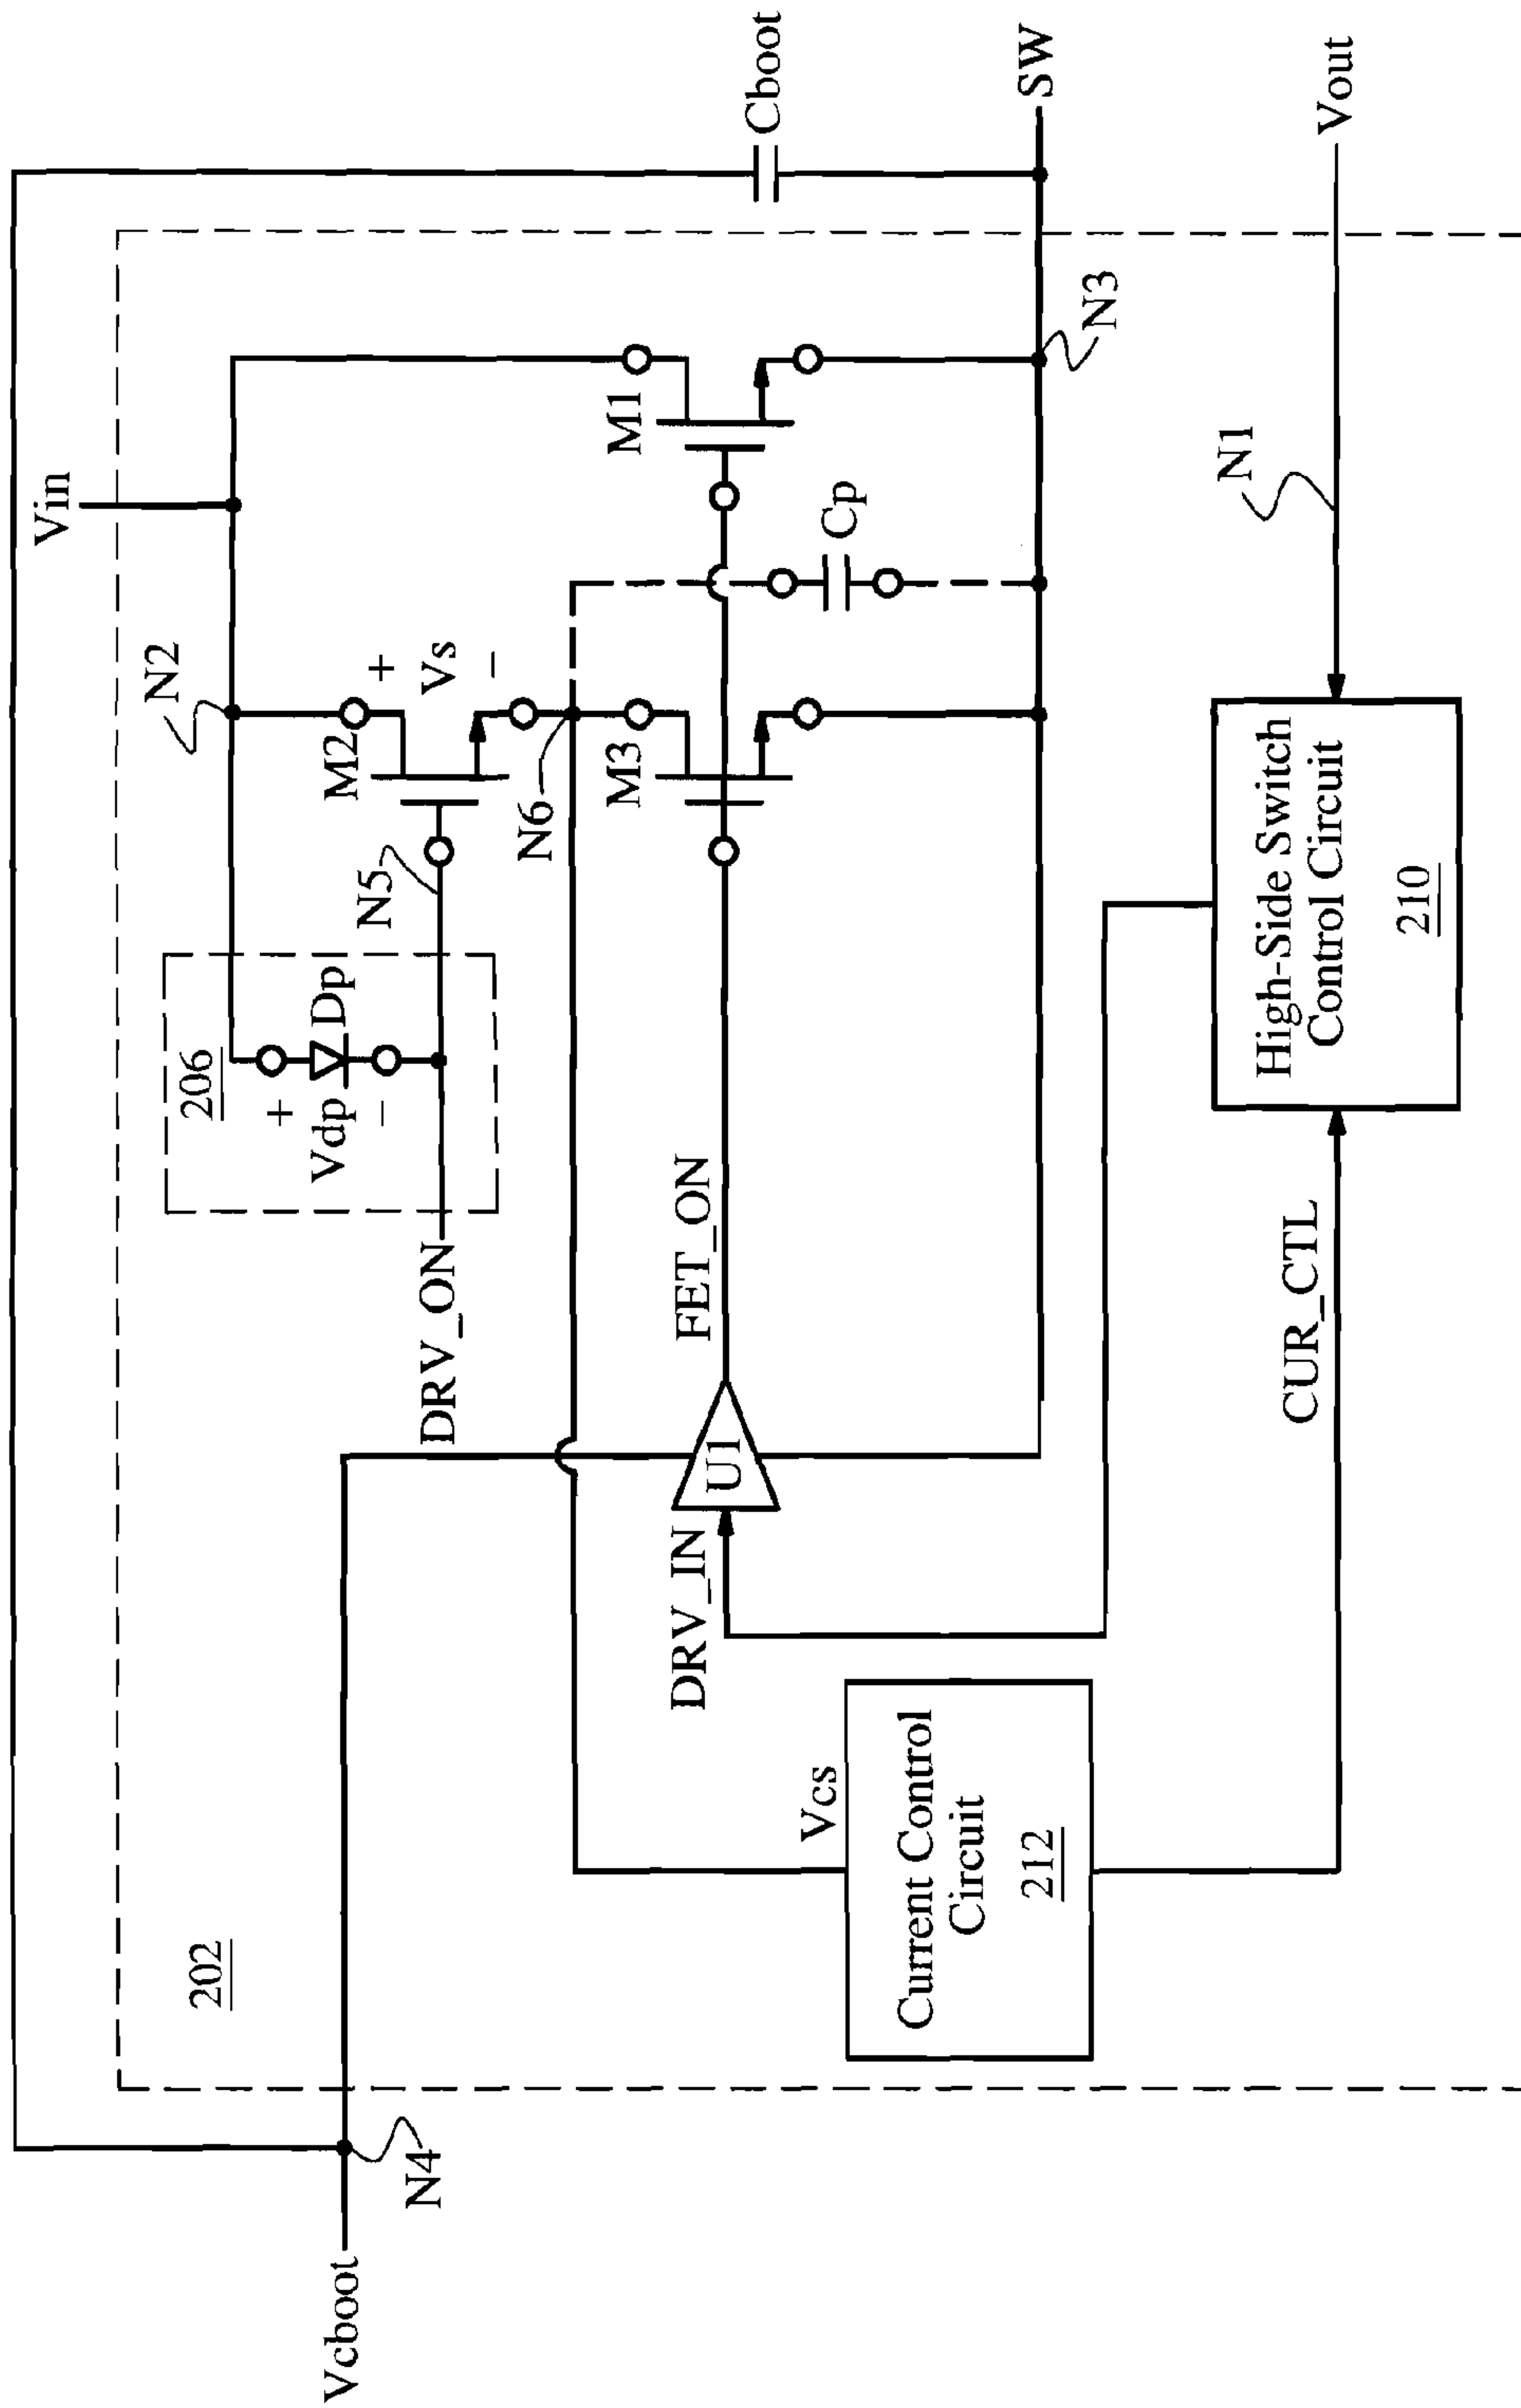 Vcboot
N4
202
Vin
Cboot
N2
206
+
Vdp
−
Dp
N5
M2
+
Vs
−
DRV_ON
N6
M3
M1
Cp
FET_ON
U1
DRV_IN
SW
N3
Vcs
Current Control
Circuit
212
CUR_CTL
High-Side Switch
Control Circuit
210
N1
Vout